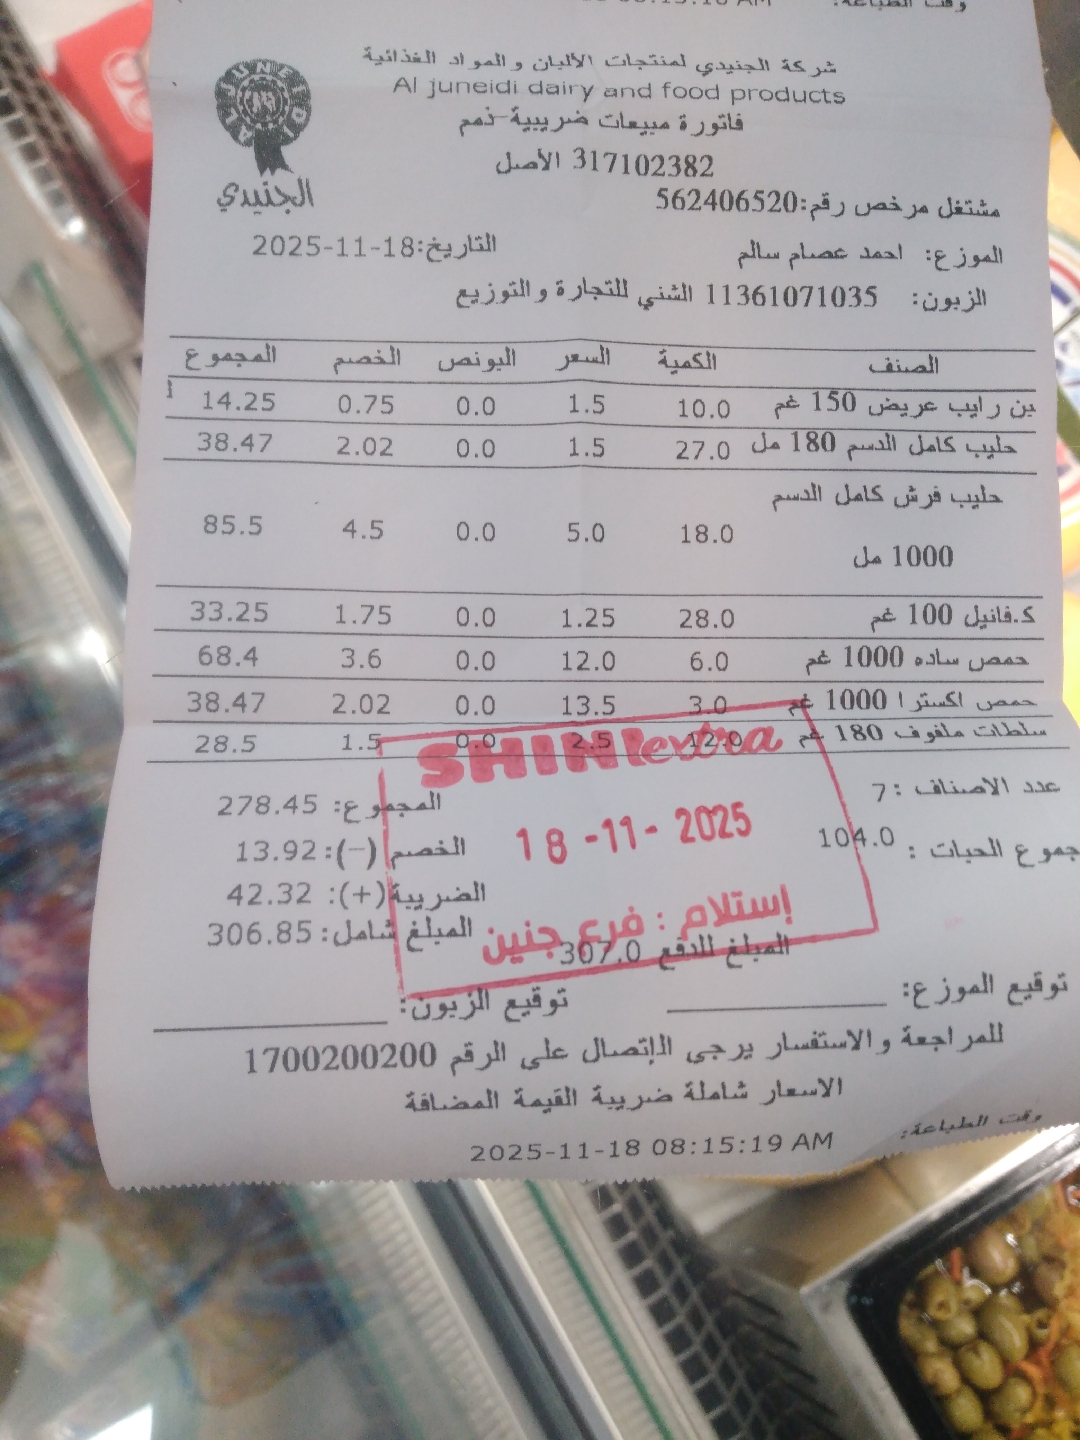 وقت الطباعة:
شركة الجنيدي لمنتجات الألبان والمواد الغذائية
Al juneidi dairy and food products
فاتورة مبيعات ضريبية-ذمم
317102382 الأصل
AL JUNEIDI
الجنيدي
مشتغل مرخص رقم:562406520
الموزع: احمد عصام سالم التاريخ:2025-11-18
الزبون: 11361071035 الشني للتجارة والتوزيع
الصنف الكمية السعر البونص الخصم المجموع
بن رايب عريض 150 غم 10.0 1.5 0.0 0.75 14.25
حليب كامل الدسم 180 مل 27.0 1.5 0.0 2.02 38.47
حليب فرش كامل الدسم
1000 مل 18.0 5.0 0.0 4.5 85.5
ك.فانيل 100 غم 28.0 1.25 0.0 1.75 33.25
حمص ساده 1000 غم 6.0 12.0 0.0 3.6 68.4
حمص اكسترا 1000 غم 3.0 13.5 0.0 2.02 38.47
سلطات ملفوف 180 غم 12.0 2.5 0.0 1.5 28.5
عدد الاصناف :7 المجموع: 278.45
جموع الحبات : 104.0 الخصم (-):13.92
الضريبة(+): 42.32
المبلغ شامل: 306.85
المبلغ للدفع 307.0
SHINIextra
18 -11- 2025
إستلام : فرع جنين
توقيع الموزع: توقيع الزبون:
للمراجعة والاستفسار يرجى الإتصال على الرقم 1700200200
الاسعار شاملة ضريبة القيمة المضافة
وقت الطباعة: 2025-11-18 08:15:19 AM